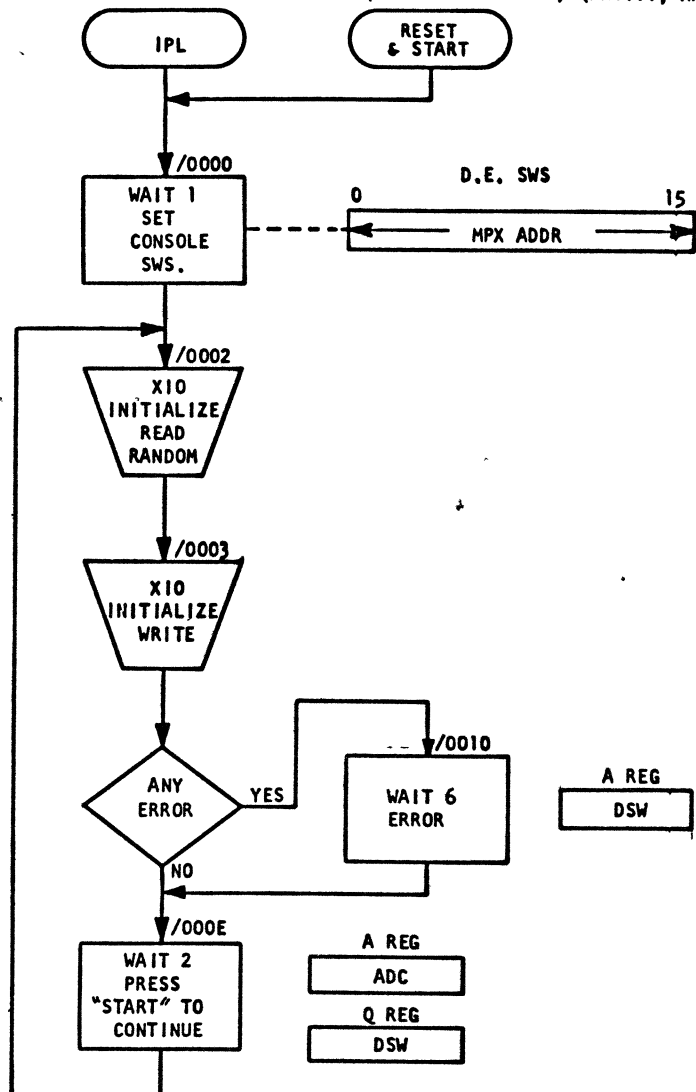 IPL
RESET
& START
/0000
WAIT 1
SET
CONSOLE
SWS.
D.E. SWS
0 15
MPX ADDR
/0002
XIO
INITIALIZE
READ
RANDOM
/0003
XIO
INITIALIZE
WRITE
ANY
ERROR
YES
NO
/0010
WAIT 6
ERROR
A REG
DSW
/000E
WAIT 2
PRESS
"START" TO
CONTINUE
A REG
ADC
Q REG
DSW